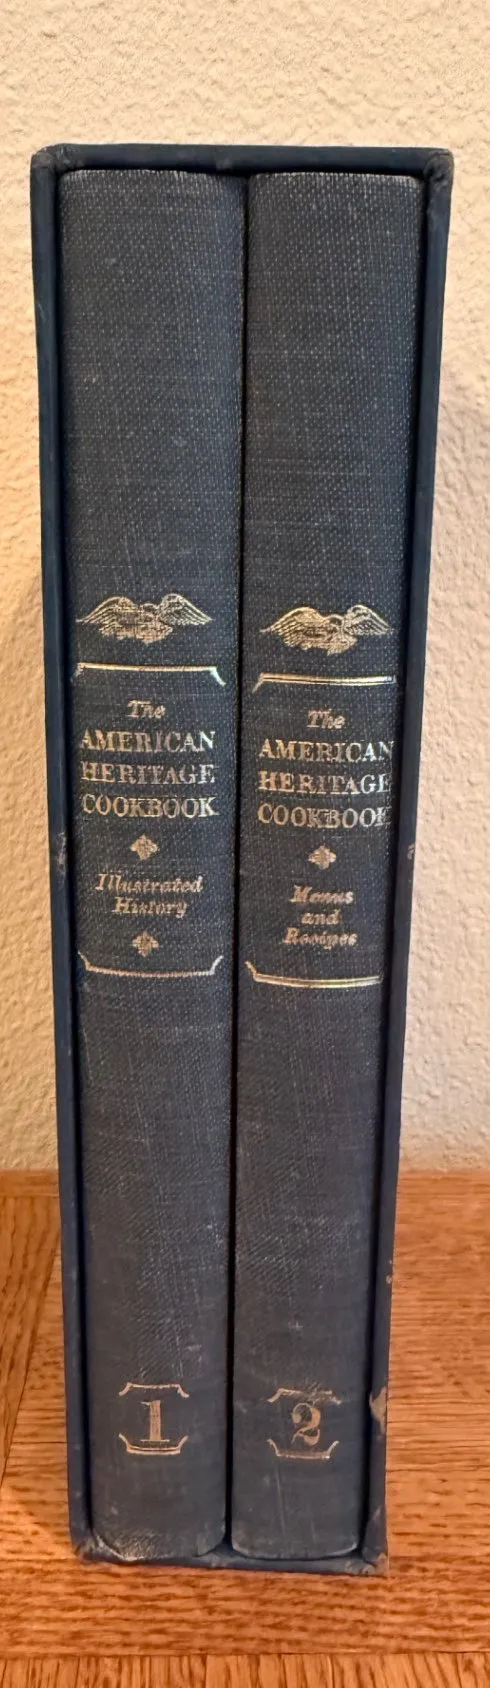 The
AMERICAN
HERITAGE
COOKBOOK
Illustrated
History
1
The
AMERICAN
HERITAGE
COOKBOOK
Menus
and
Recipes
2